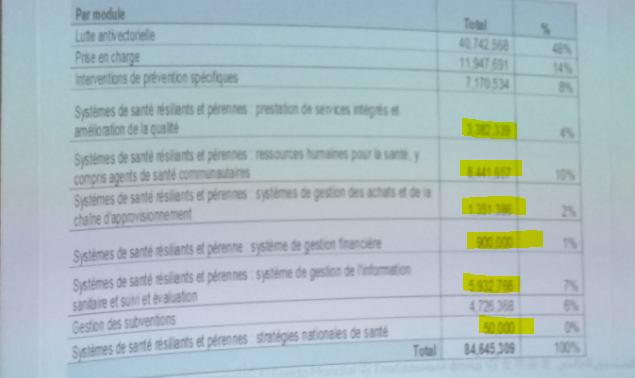 Par module Total %
Lutte antivectorielle 40,742,568 48%
Prise en charge 11,947,691 14%
Interventions de prévention spécifiques 7,170,534 8%
Systèmes de santé résiliants et pérennes : prestation de services intégrés et
amélioration de la qualité 3,382,339 4%
Systèmes de santé résiliants et pérennes : ressources humaines pour la santé, y
compris agents de santé communautaires 8,441,657 10%
Systèmes de santé résiliants et pérennes : systèmes de gestion des achats et de la
chaîne d'approvisionnement 1,351,386 2%
Systèmes de santé résiliants et pérenne : système de gestion financière 900,000 1%
Systèmes de santé résiliants et pérennes : système de gestion de l'information
sanitaire et suivi et évaluation 5,932,766 7%
Gestion des subventions 4,726,368 6%
Systèmes de santé résiliants et pérennes : stratégies nationales de santé 50,000 0%
Total 84,645,309 100%